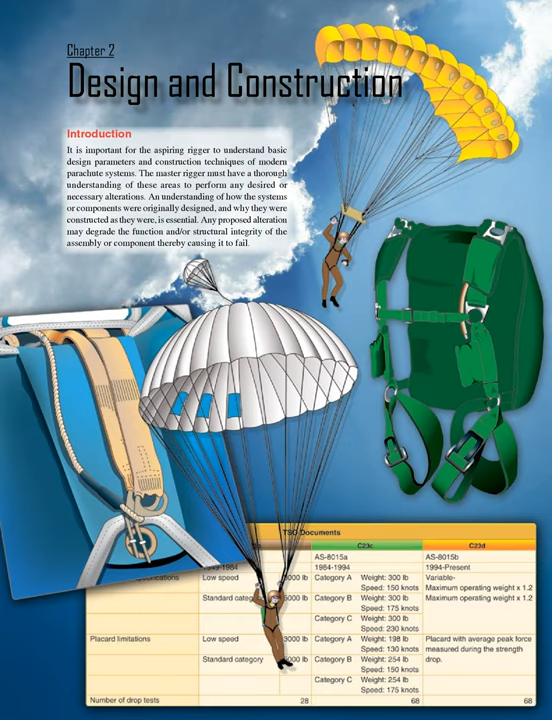 Chapter 2
Design and Construction
Introduction
It is important for the aspiring rigger to understand basic
design parameters and construction techniques of modern
parachute systems. The master rigger must have a thorough
understanding of these areas to perform any desired or
necessary alterations. An understanding of how the systems
or components were originally designed, and why they were
constructed as they were, is essential. Any proposed alteration
may degrade the function and/or structural integrity of the
assembly or component thereby causing it to fail.
TSO Documents
C23c C23d
AS-8015a AS-8015b
1984-1994 1994-Present
Low speed 3000 lb Category A Weight: 300 lb Variable-
Speed: 150 knots Maximum operating weight x 1.2
Standard 5000 lb Category B Weight: 300 lb Maximum operating weight x 1.2
Speed: 175 knots
Category C Weight: 300 lb
Speed: 230 knots
Placard limitations Low speed 3000 lb Category A Weight: 198 lb Placard with average peak force
Speed: 130 knots measured during the strength
Standard category Category B Weight: 254 lb drop.
Speed: 150 knots
Category C Weight: 254 lb
Speed: 175 knots
Number of drop tests 28 68 68